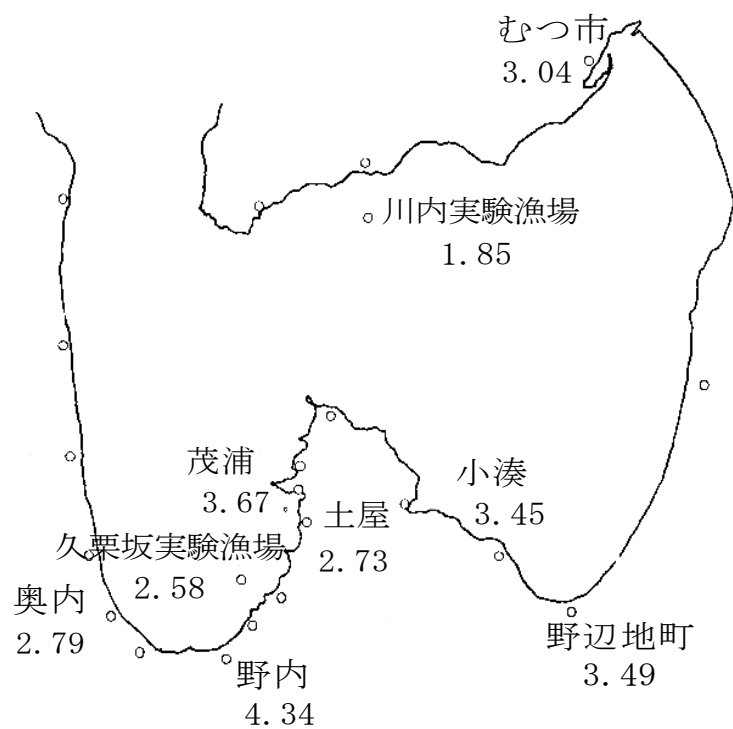 むつ市
3.04
川内実験漁場
1.85
茂浦
3.67
小湊
3.45
土屋
2.73
久栗坂実験漁場
2.58
奥内
2.79
野辺地町
3.49
野内
4.34